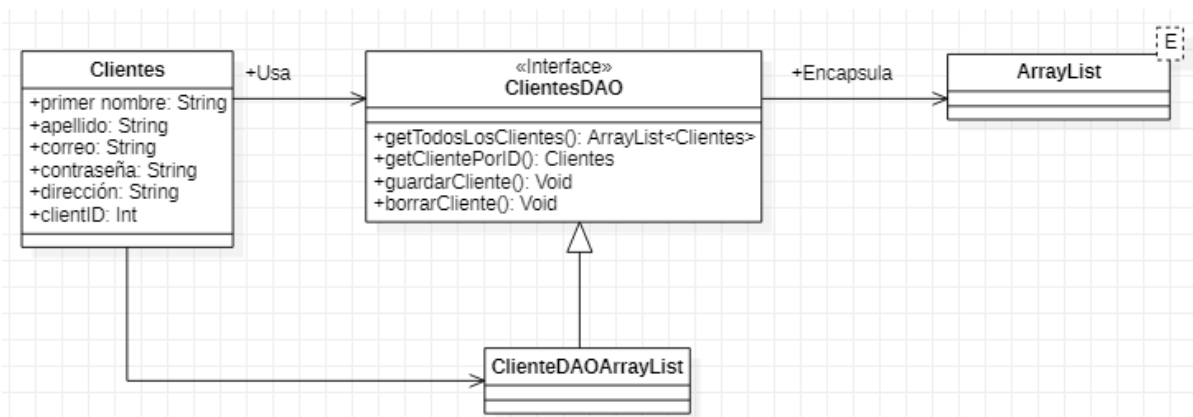 Clientes
+primer nombre: String
+apellido: String
+correo: String
+contraseña: String
+dirección: String
+clientID: Int
+Usa
«Interface»
ClientesDAO
+getTodosLosClientes(): ArrayList<Clientes>
+getClientePorID(): Clientes
+guardarCliente(): Void
+borrarCliente(): Void
+Encapsula
ArrayList
E
ClienteDAOArrayList